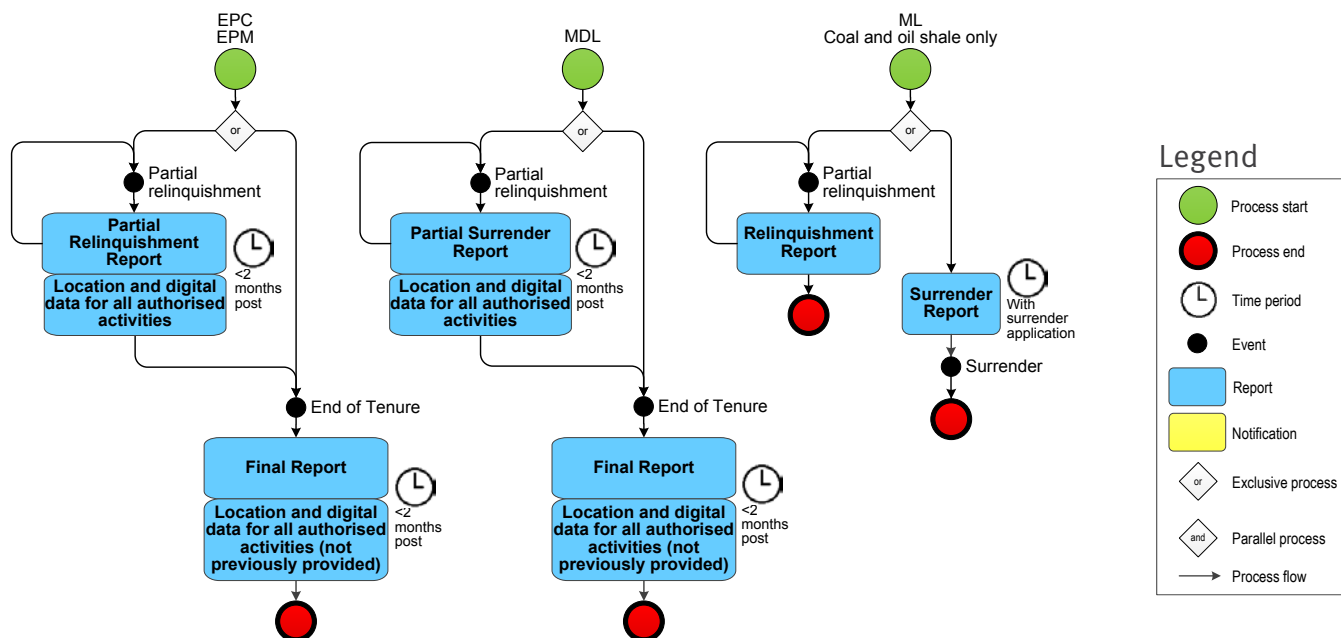 EPC
EPM
or
Partial
relinquishment
Partial
Relinquishment
Report
Location and digital
data for all authorised
activities
<2
months
post
End of Tenure
Final Report
Location and digital
data for all authorised
activities (not
previously provided)
<2
months
post
MDL
or
Partial
relinquishment
Partial Surrender
Report
Location and digital
data for all authorised
activities
<2
months
post
End of Tenure
Final Report
Location and digital
data for all authorised
activities (not
previously provided)
<2
months
post
ML
Coal and oil shale only
or
Partial
relinquishment
Relinquishment
Report
Surrender
Report
With
surrender
application
Surrender
Legend
Process start
Process end
Time period
Event
Report
Notification
or
Exclusive process
and
Parallel process
Process flow